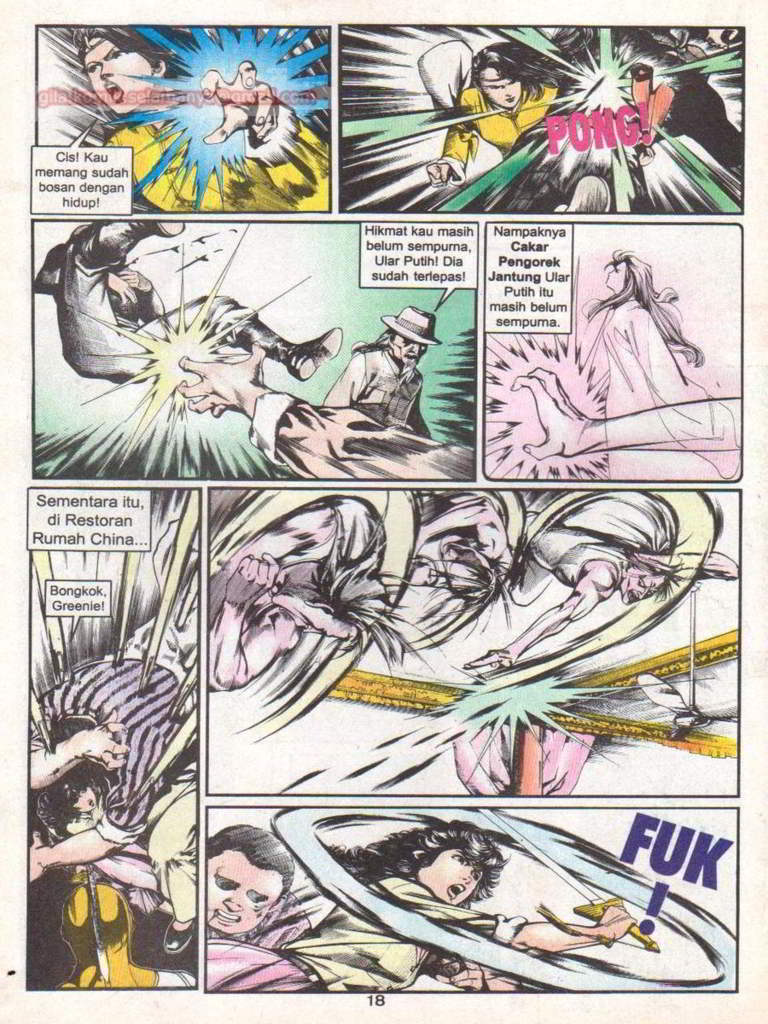 Cis! Kau
memang sudah
bosan dengan
hidup!
PONG!
Hikmat kau masih
belum sempurna,
Ular Putih! Dia
sudah terlepas!
Nampaknya
Cakar
Pengorek
Jantung Ular
Putih itu
masih belum
sempurna.
Sementara itu,
di Restoran
Rumah China...
Bongkok,
Greenie!
FUK
!
18